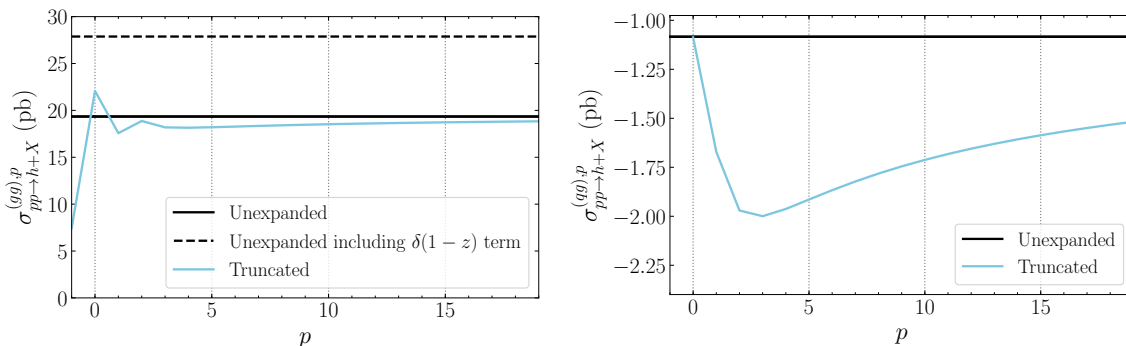 30
25
20
15
10
5
0
0
5
10
15
p
σ^{(gg),p}_{pp→h+X} (pb)
Unexpanded
Unexpanded including δ(1 − z) term
Truncated
−1.00
−1.25
−1.50
−1.75
−2.00
−2.25
0
5
10
15
p
σ^{(qg),p}_{pp→h+X} (pb)
Unexpanded
Truncated